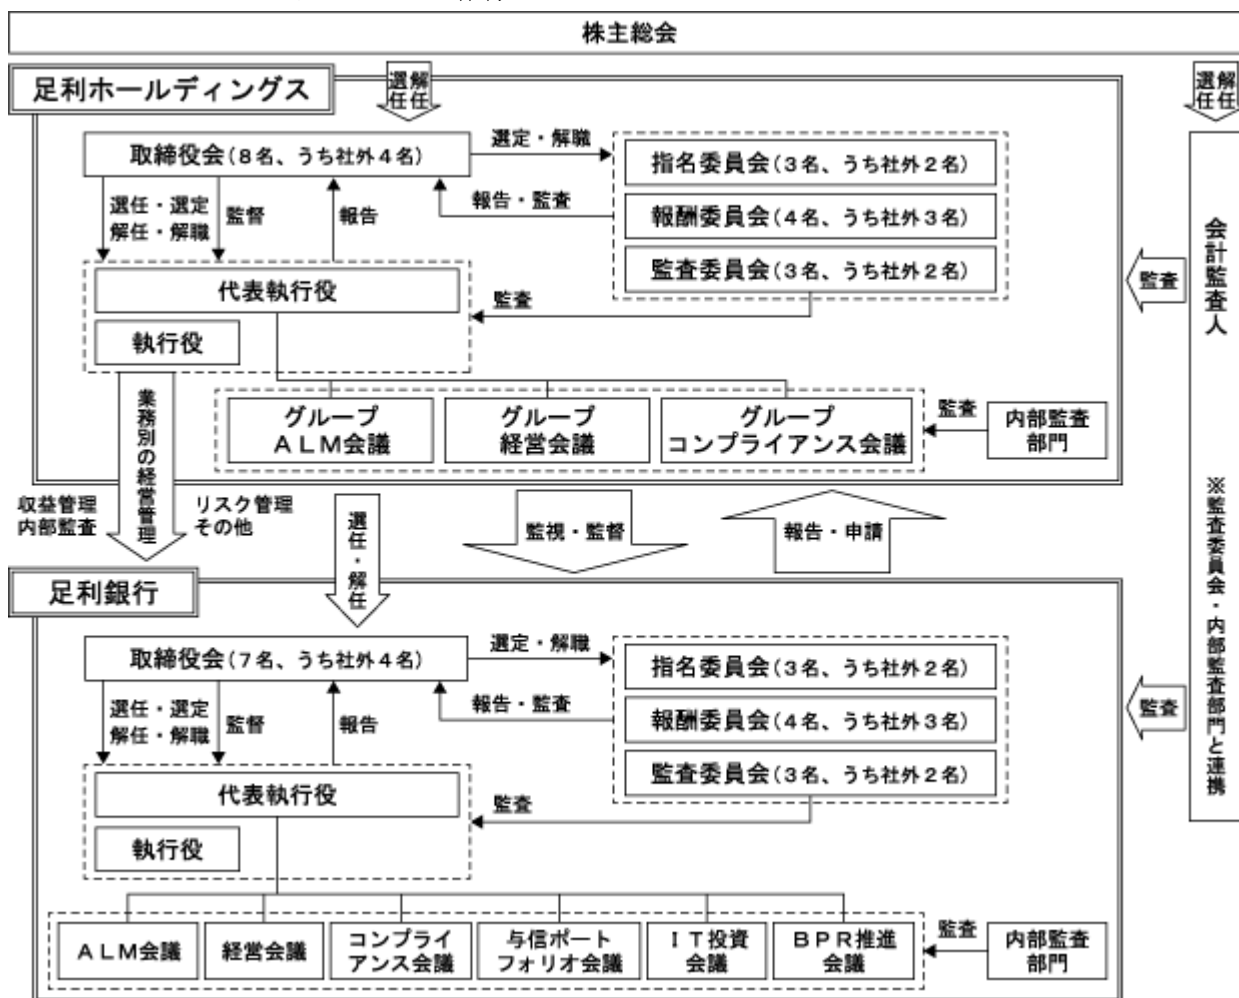 株主総会
足利ホールディングス
選解
任任
選解
任任
取締役会(8名、うち社外4名)
選定・解職
指名委員会(3名、うち社外2名)
報酬委員会(4名、うち社外3名)
監査委員会(3名、うち社外2名)
報告・監査
選任・選定
解任・解職
監督
報告
代表執行役
執行役
監査
グループ
ALM会議
グループ
経営会議
グループ
コンプライアンス会議
監査
内部監査
部門
監査
会計監査人
※監査委員会・内部監査部門と連携
業務別の経営管理
収益管理
内部監査
リスク管理
その他
選任・解任
監視・監督
報告・申請
足利銀行
取締役会(7名、うち社外4名)
選定・解職
指名委員会(3名、うち社外2名)
報酬委員会(4名、うち社外3名)
監査委員会(3名、うち社外2名)
報告・監査
選任・選定
解任・解職
監督
報告
代表執行役
執行役
監査
監査
ALM会議
経営会議
コンプライ
アンス会議
与信ポート
フォリオ会議
IT投資
会議
BPR推進
会議
監査
内部監査
部門